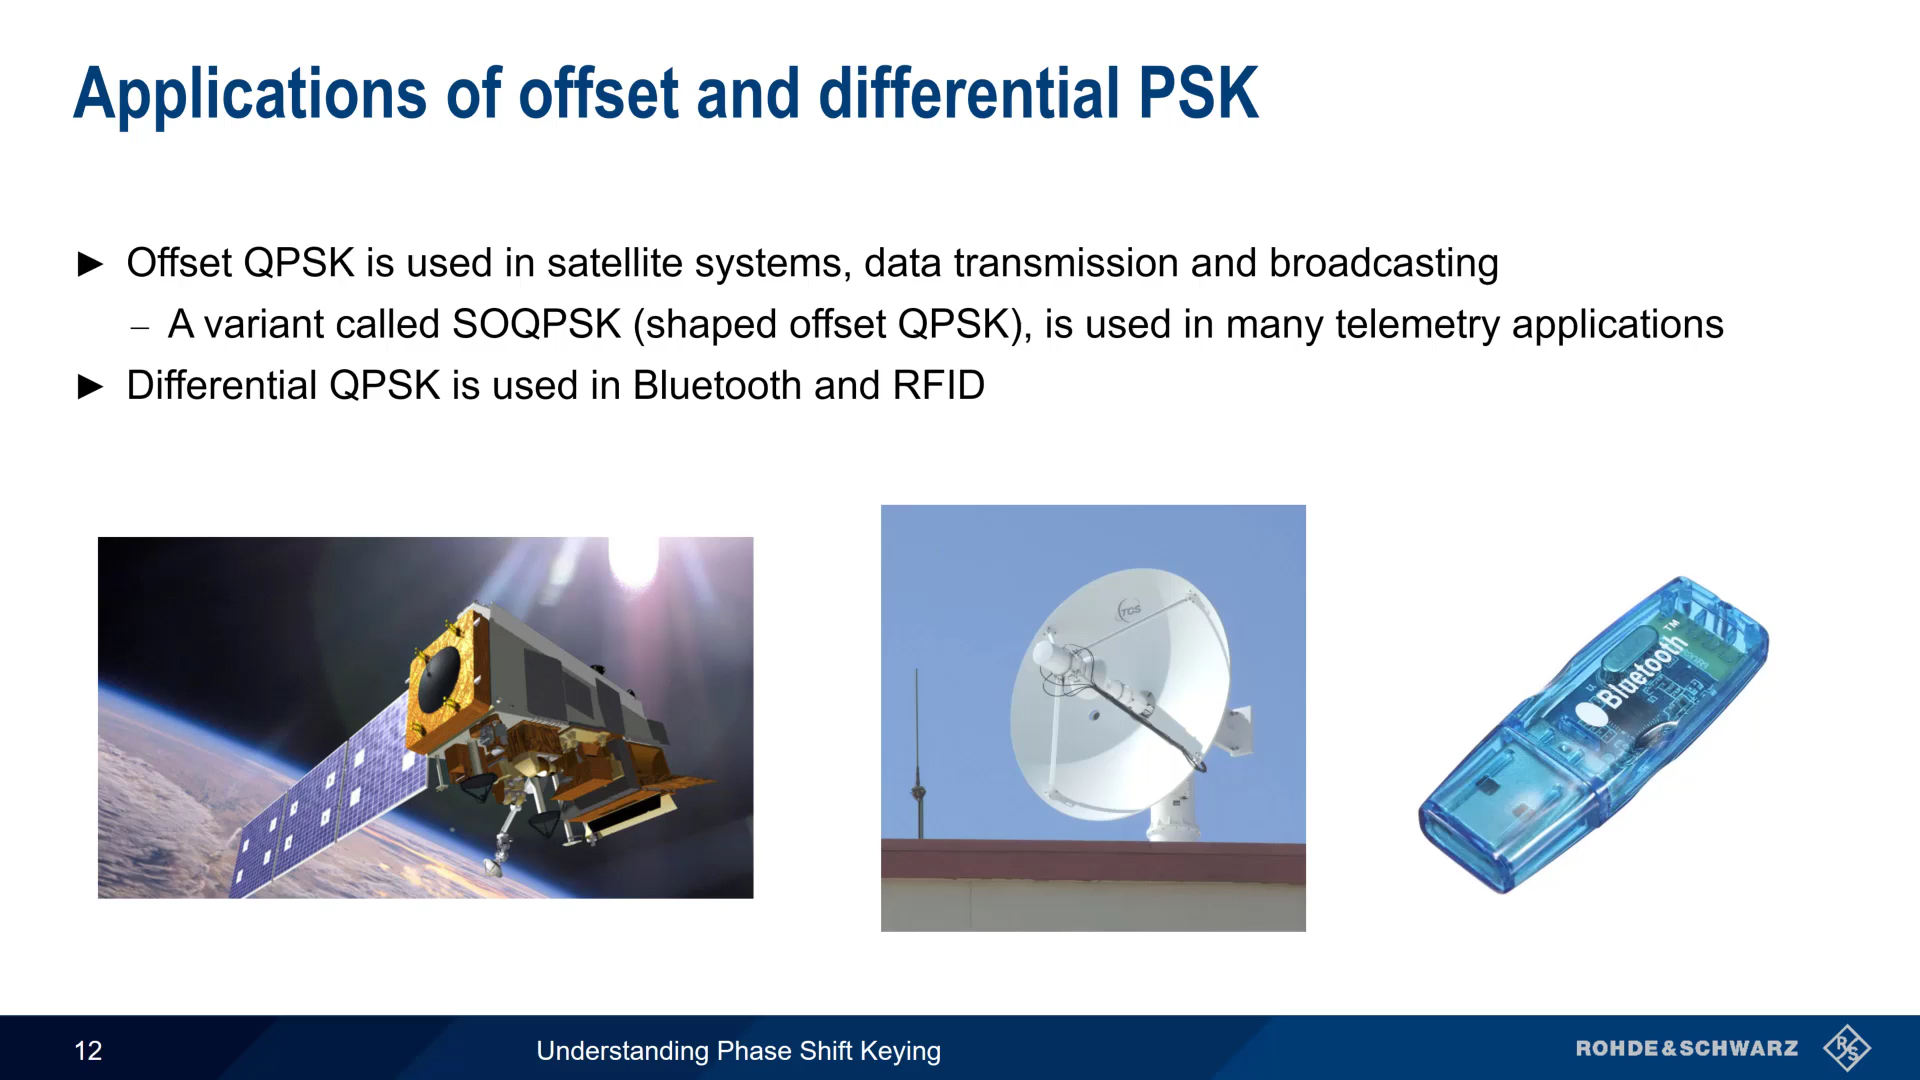 Applications of offset and differential PSK
► Offset QPSK is used in satellite systems, data transmission and broadcasting
– A variant called SOQPSK (shaped offset QPSK), is used in many telemetry applications
► Differential QPSK is used in Bluetooth and RFID
TCS
Bluetooth™
12
Understanding Phase Shift Keying
ROHDE&SCHWARZ
R&S